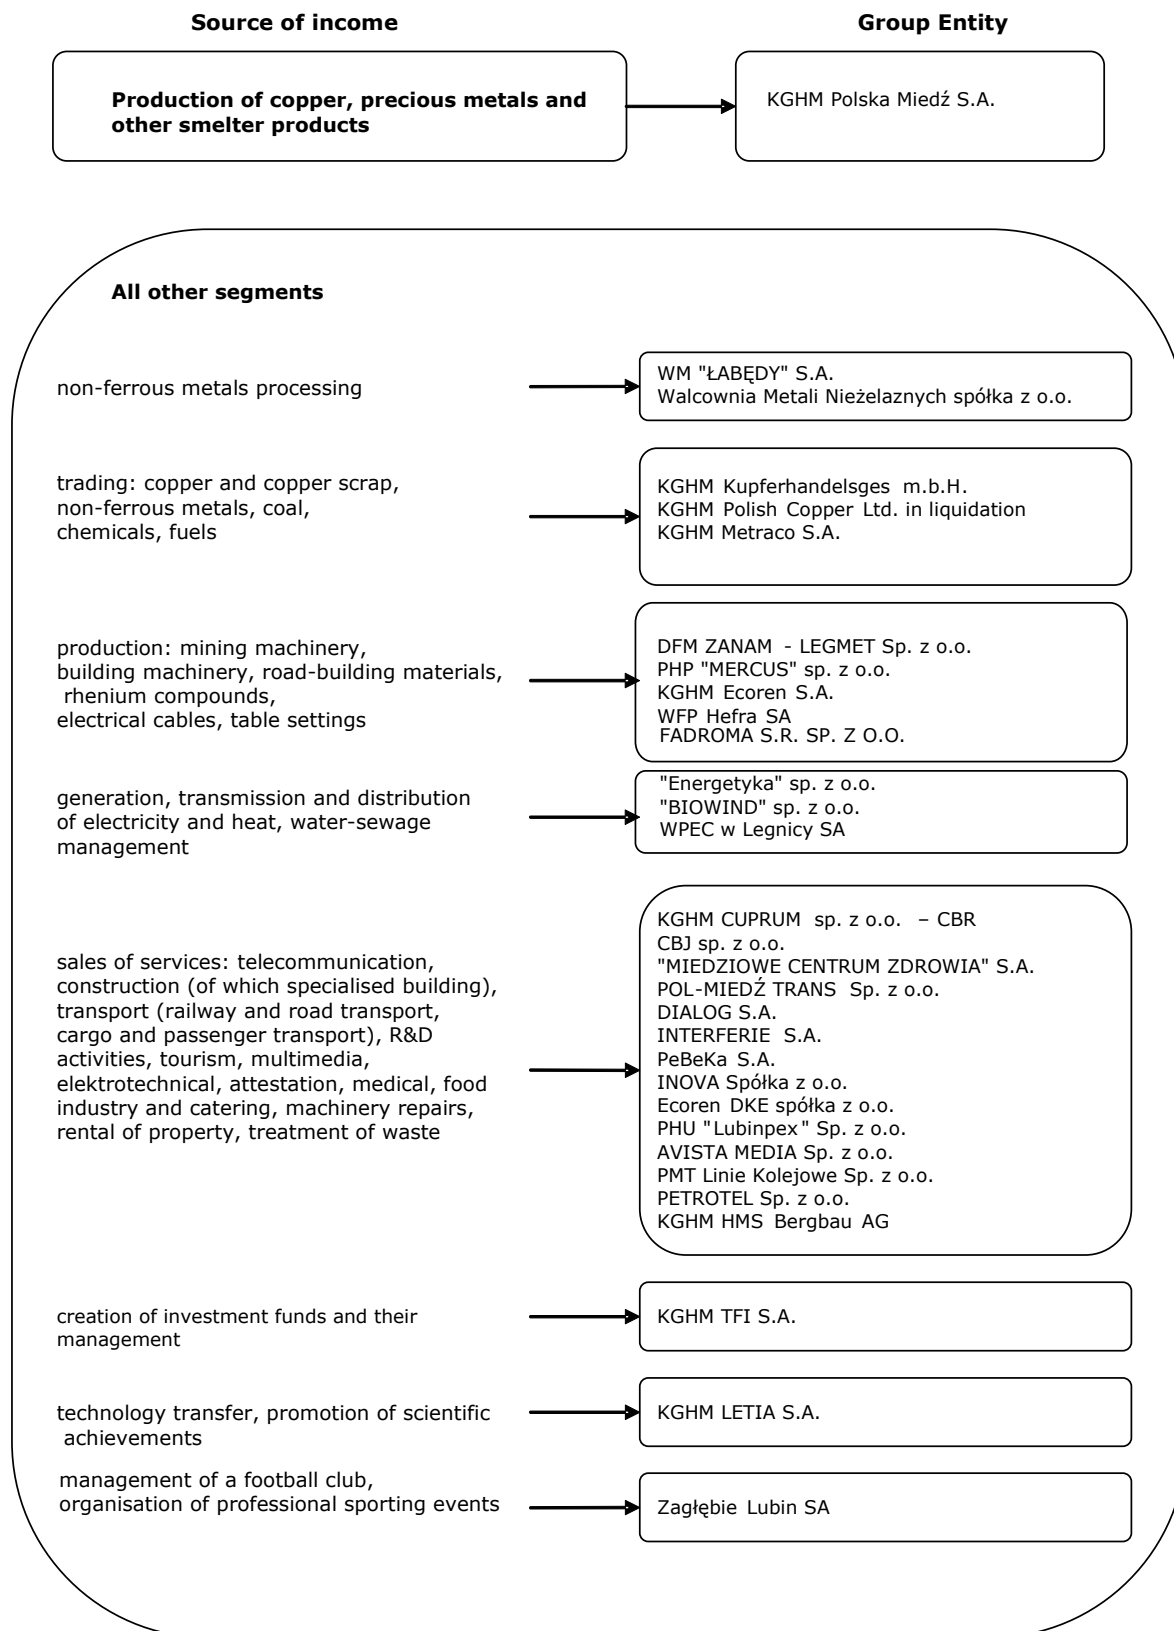 Source of income
Group Entity
Production of copper, precious metals and
other smelter products
KGHM Polska Miedź S.A.
All other segments
non-ferrous metals processing
WM "ŁABĘDY" S.A.
Walcownia Metali Nieżelaznych spółka z o.o.
trading: copper and copper scrap,
non-ferrous metals, coal,
chemicals, fuels
KGHM Kupferhandelsges m.b.H.
KGHM Polish Copper Ltd. in liquidation
KGHM Metraco S.A.
production: mining machinery,
building machinery, road-building materials,
rhenium compounds,
electrical cables, table settings
DFM ZANAM - LEGMET Sp. z o.o.
PHP "MERCUS" sp. z o.o.
KGHM Ecoren S.A.
WFP Hefra SA
FADROMA S.R. SP. Z O.O.
generation, transmission and distribution
of electricity and heat, water-sewage
management
"Energetyka" sp. z o.o.
"BIOWIND" sp. z o.o.
WPEC w Legnicy SA
sales of services: telecommunication,
construction (of which specialised building),
transport (railway and road transport,
cargo and passenger transport), R&D
activities, tourism, multimedia,
elektrotechnical, attestation, medical, food
industry and catering, machinery repairs,
rental of property, treatment of waste
KGHM CUPRUM sp. z o.o. – CBR
CBJ sp. z o.o.
"MIEDZIOWE CENTRUM ZDROWIA" S.A.
POL-MIEDŹ TRANS Sp. z o.o.
DIALOG S.A.
INTERFERIE S.A.
PeBeKa S.A.
INOVA Spółka z o.o.
Ecoren DKE spółka z o.o.
PHU "Lubinpex" Sp. z o.o.
AVISTA MEDIA Sp. z o.o.
PMT Linie Kolejowe Sp. z o.o.
PETROTEL Sp. z o.o.
KGHM HMS Bergbau AG
creation of investment funds and their
management
KGHM TFI S.A.
technology transfer, promotion of scientific
achievements
KGHM LETIA S.A.
management of a football club,
organisation of professional sporting events
Zagłębie Lubin SA